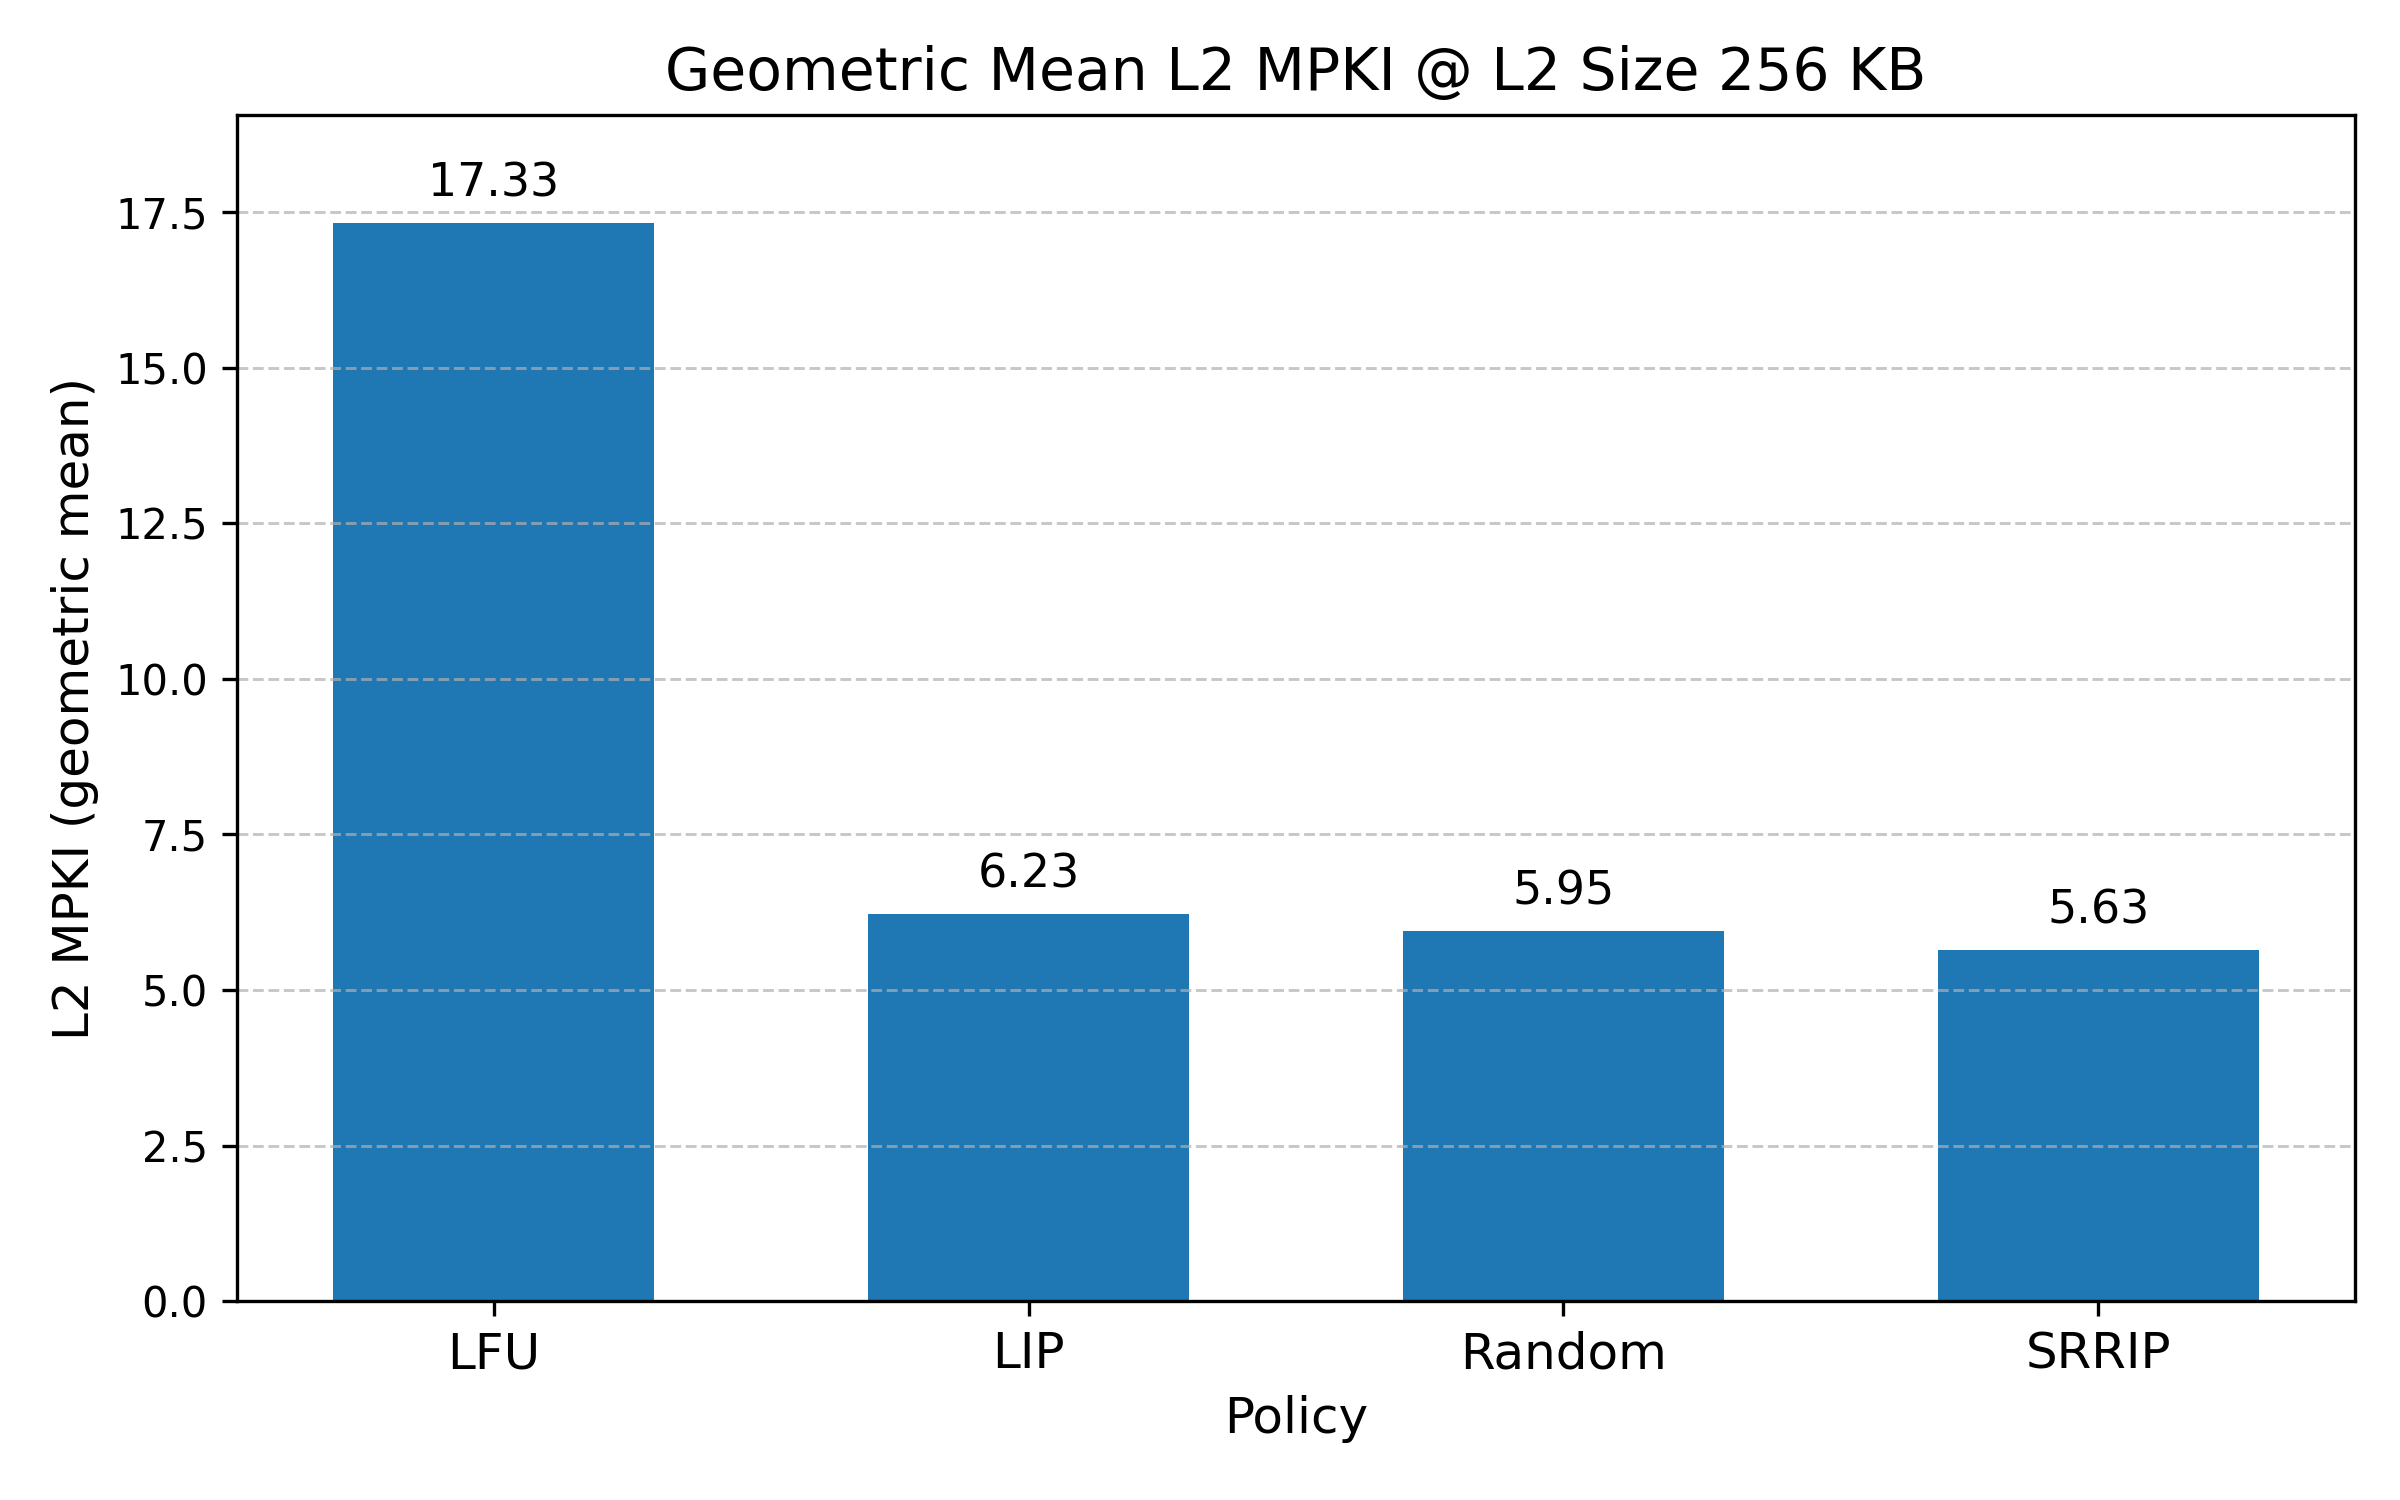 Geometric Mean L2 MPKI @ L2 Size 256 KB
L2 MPKI (geometric mean)
17.5
15.0
12.5
10.0
7.5
5.0
2.5
0.0
17.33
6.23
5.95
5.63
LFU
LIP
Random
SRRIP
Policy